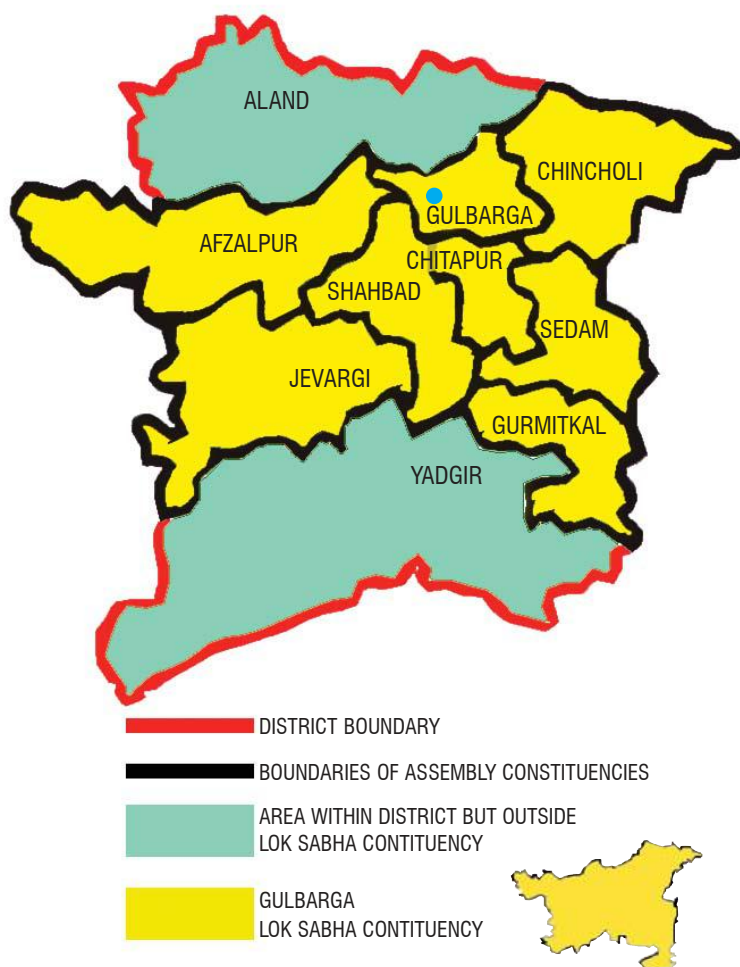 ALAND
CHINCHOLI
GULBARGA
AFZALPUR
CHITAPUR
SHAHBAD
SEDAM
JEVARGI
GURMITKAL
YADGIR
DISTRICT BOUNDARY
BOUNDARIES OF ASSEMBLY CONSTITUENCIES
AREA WITHIN DISTRICT BUT OUTSIDE
LOK SABHA CONTITUENCY
GULBARGA
LOK SABHA CONTITUENCY